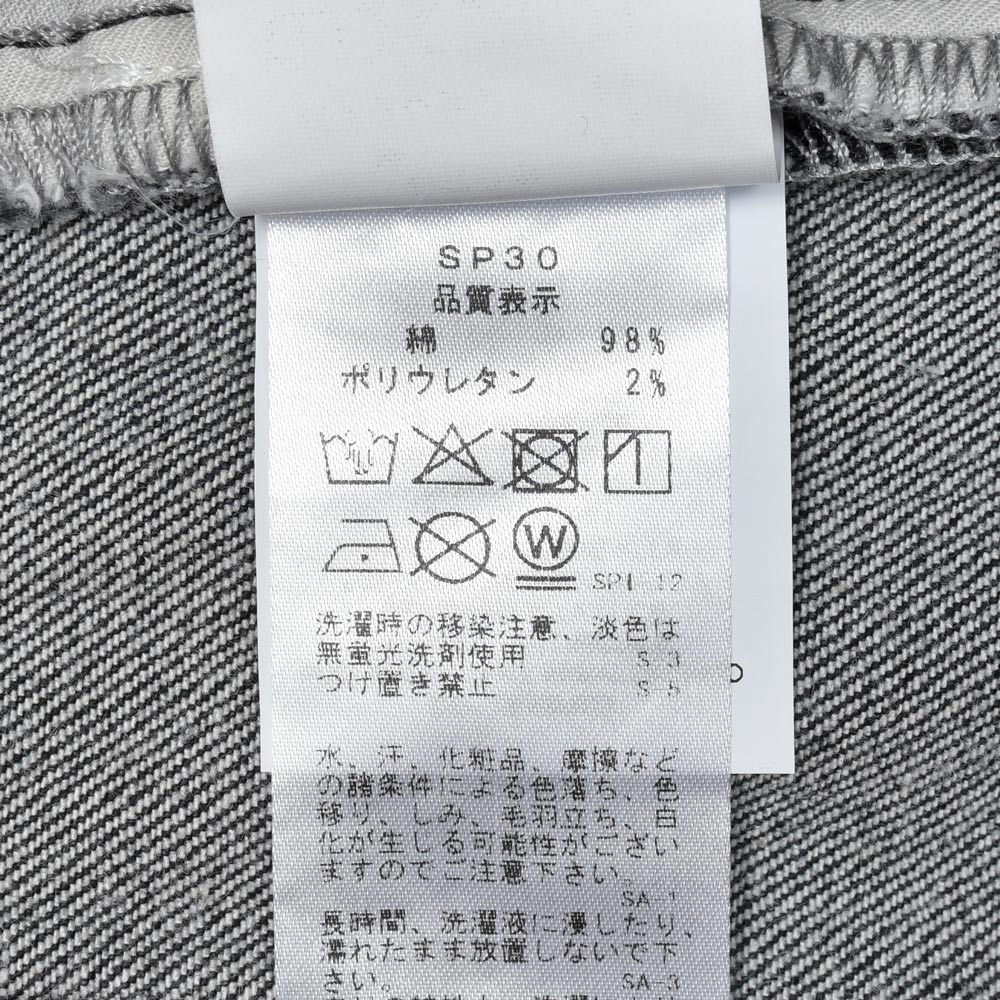 SP30
品質表示
綿 98%
ポリウレタン 2%
W
SPI 12
洗濯時の移染注意、淡色は
無蛍光洗剤使用 S 3
つけ置き禁止 S 5
水、汗、化粧品、摩擦など
の諸条件による色落ち、色
移り、しみ、毛羽立ち、白
化が生じる可能性がござい
ますのでご注意下さい。
SA-1
長時間、洗濯液に浸したり、
濡れたまま放置しないで下
さい。 SA-3